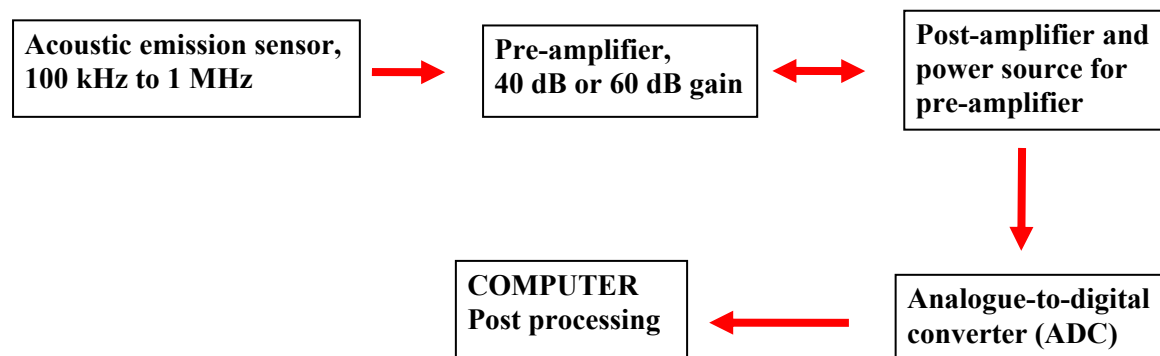 Acoustic emission sensor,
100 kHz to 1 MHz
Pre-amplifier,
40 dB or 60 dB gain
Post-amplifier and
power source for
pre-amplifier
Analogue-to-digital
converter (ADC)
COMPUTER
Post processing